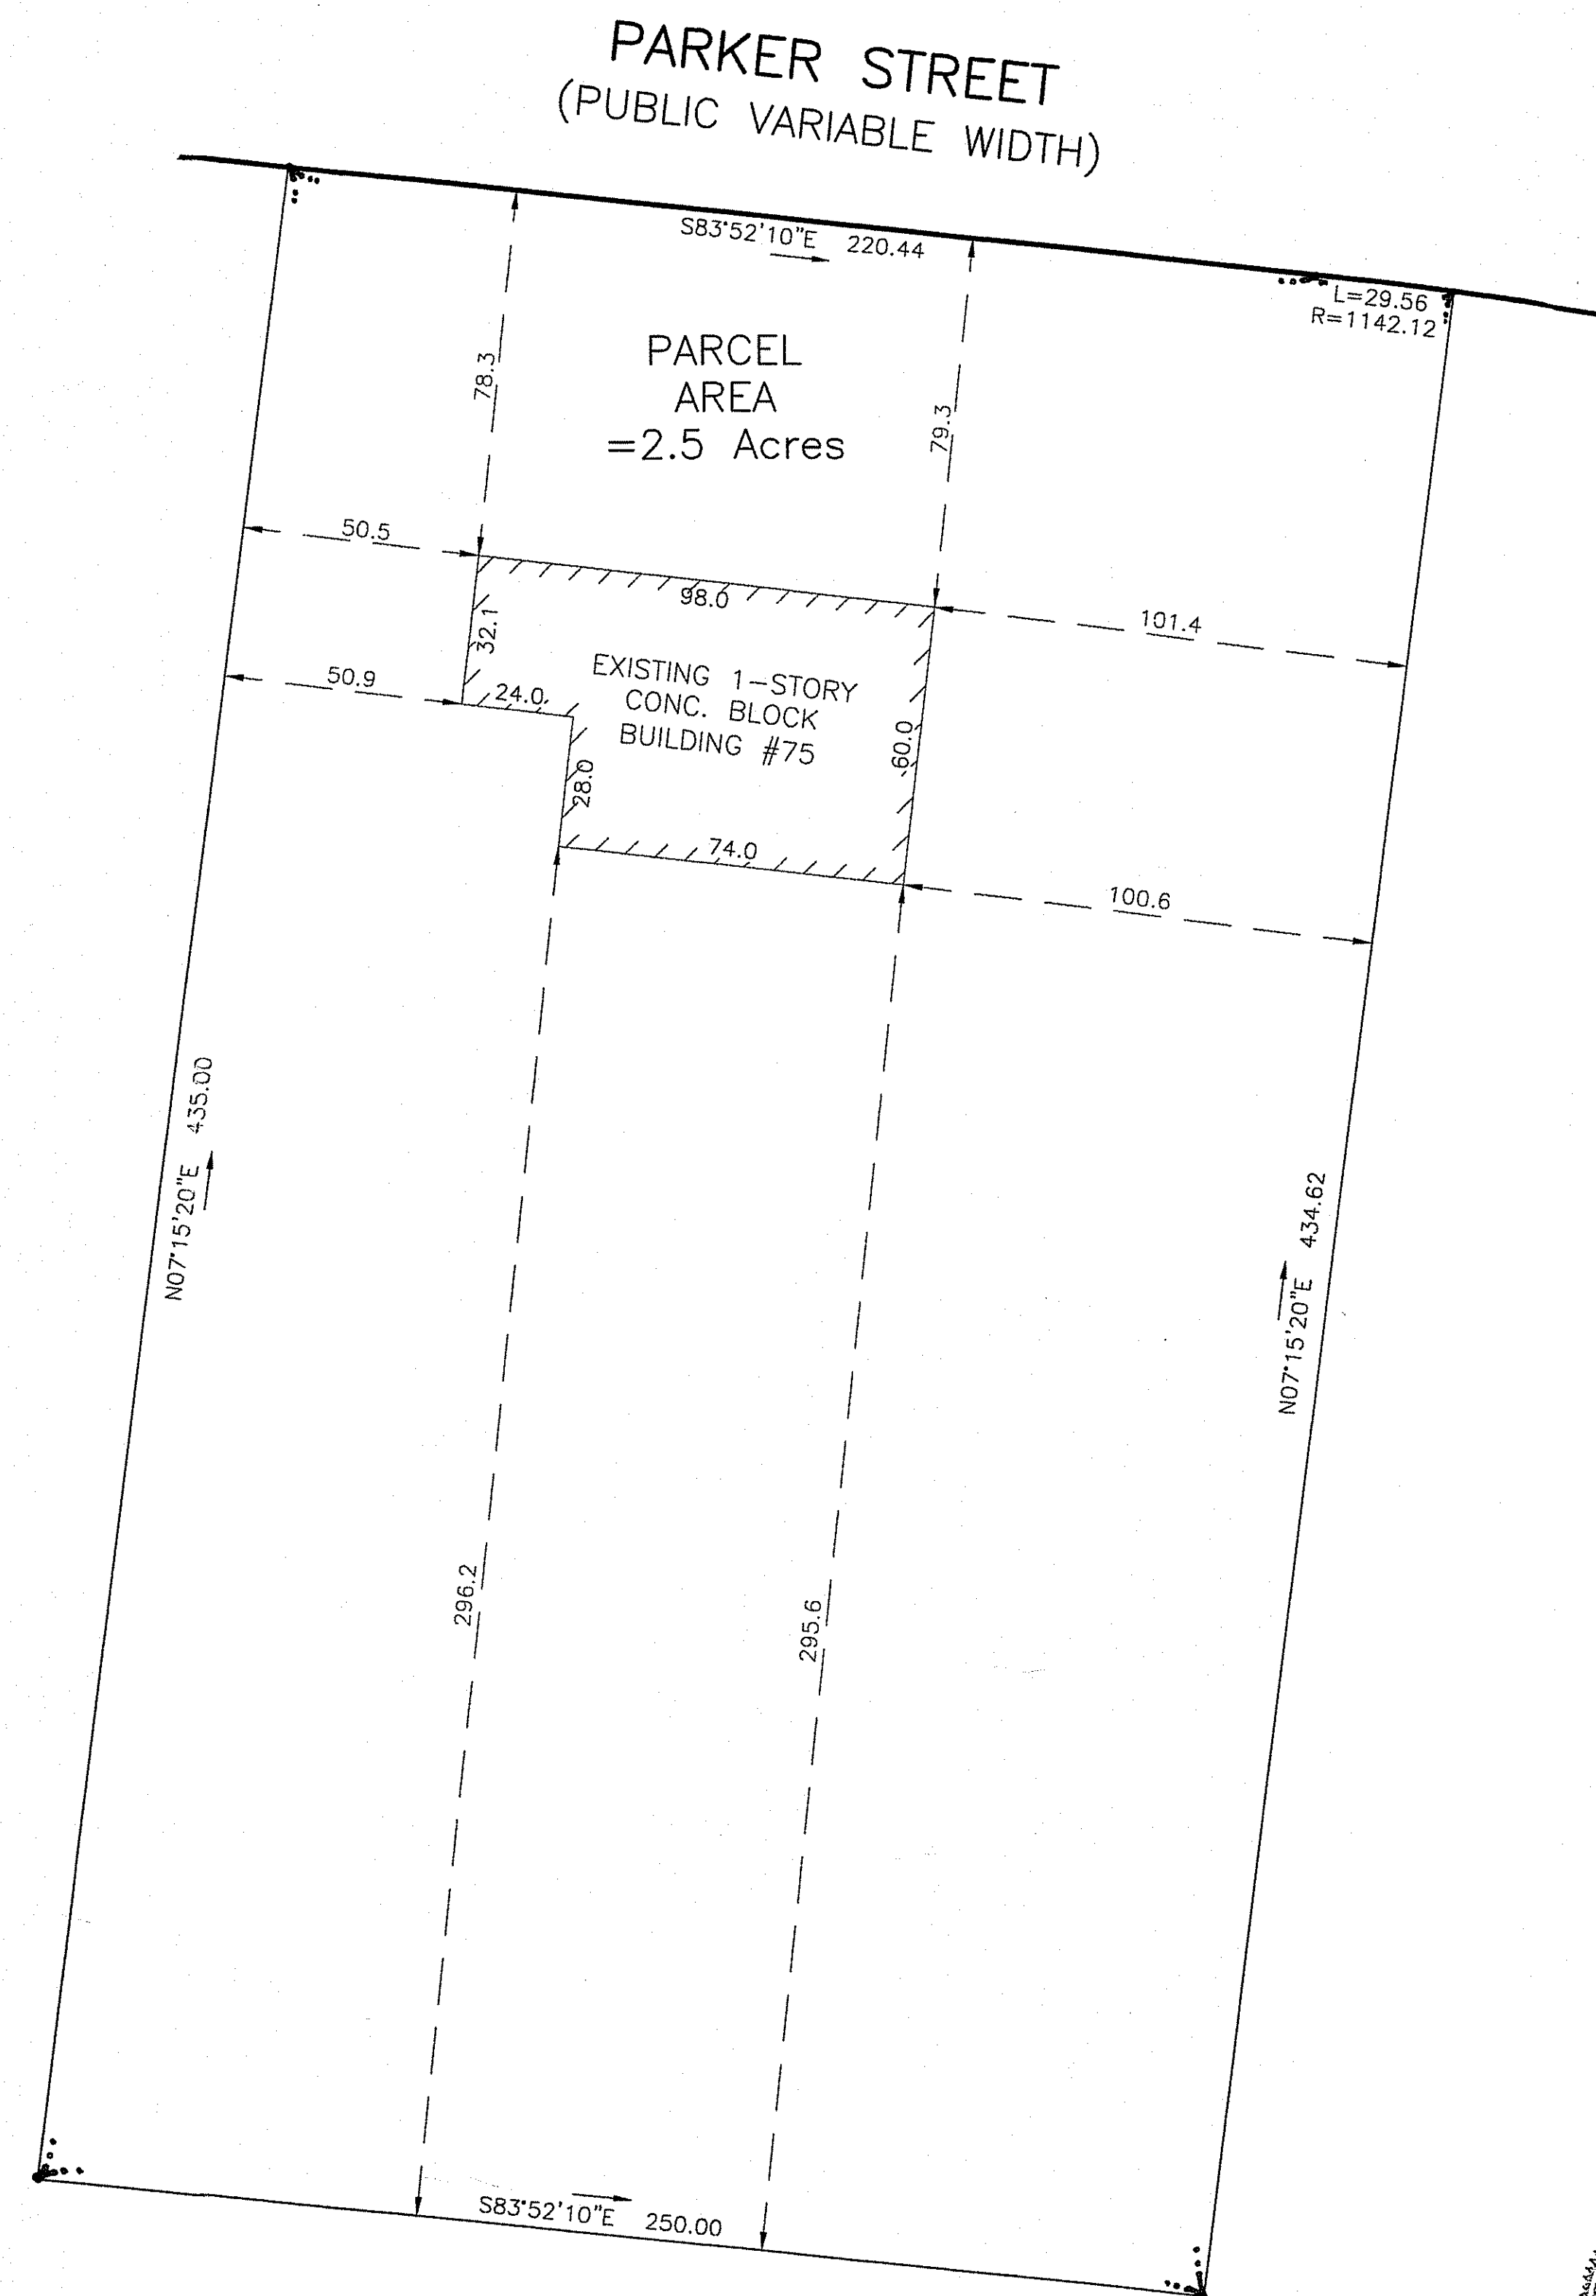 PARKER STREET
(PUBLIC VARIABLE WIDTH)
S83°52'10"E 220.44
L=29.56
R=1142.12
78.3
PARCEL
AREA
=2.5 Acres
79.3
50.5
98.0
101.4
32.1
50.9
24.0
EXISTING 1-STORY
CONC. BLOCK
BUILDING #75
60.0
28.0
74.0
100.6
N07°15'20"E 435.00
N07°15'20"E 434.62
296.2
295.6
S83°52'10"E 250.00